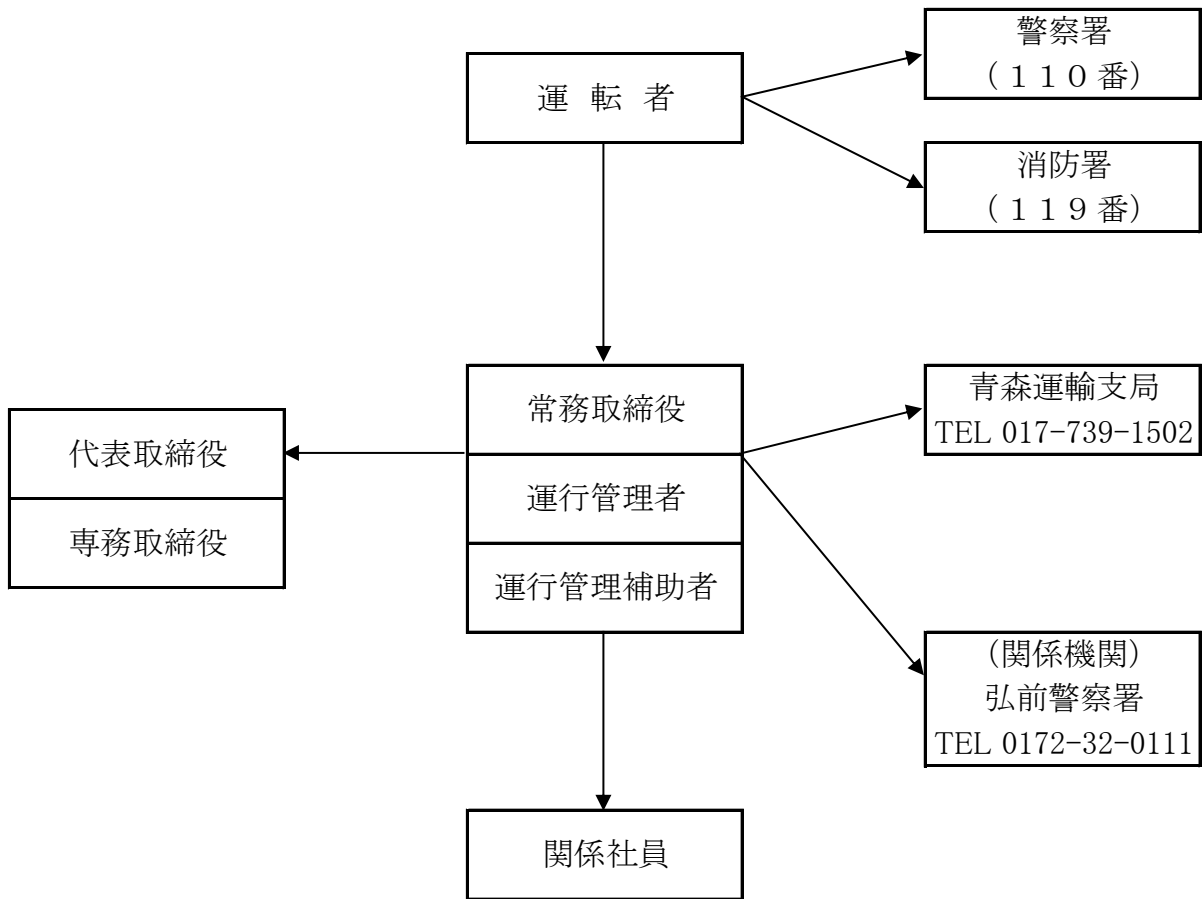 警察署
（１１０番）
運 転 者
消防署
（１１９番）
常務取締役
青森運輸支局
TEL 017-739-1502
代表取締役
運行管理者
専務取締役
運行管理補助者
（関係機関）
弘前警察署
TEL 0172-32-0111
関係社員